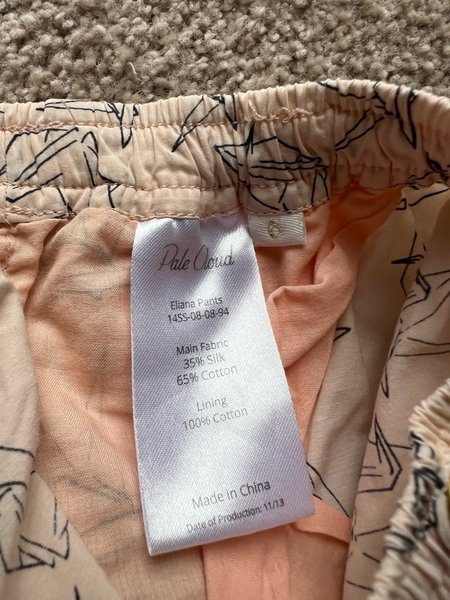 Pale Cloud
6
Eliana Pants
14SS-08-08-94
Main Fabric
35% Silk
65% Cotton
Lining
100% Cotton
Made in China
Date of Production: 11/13